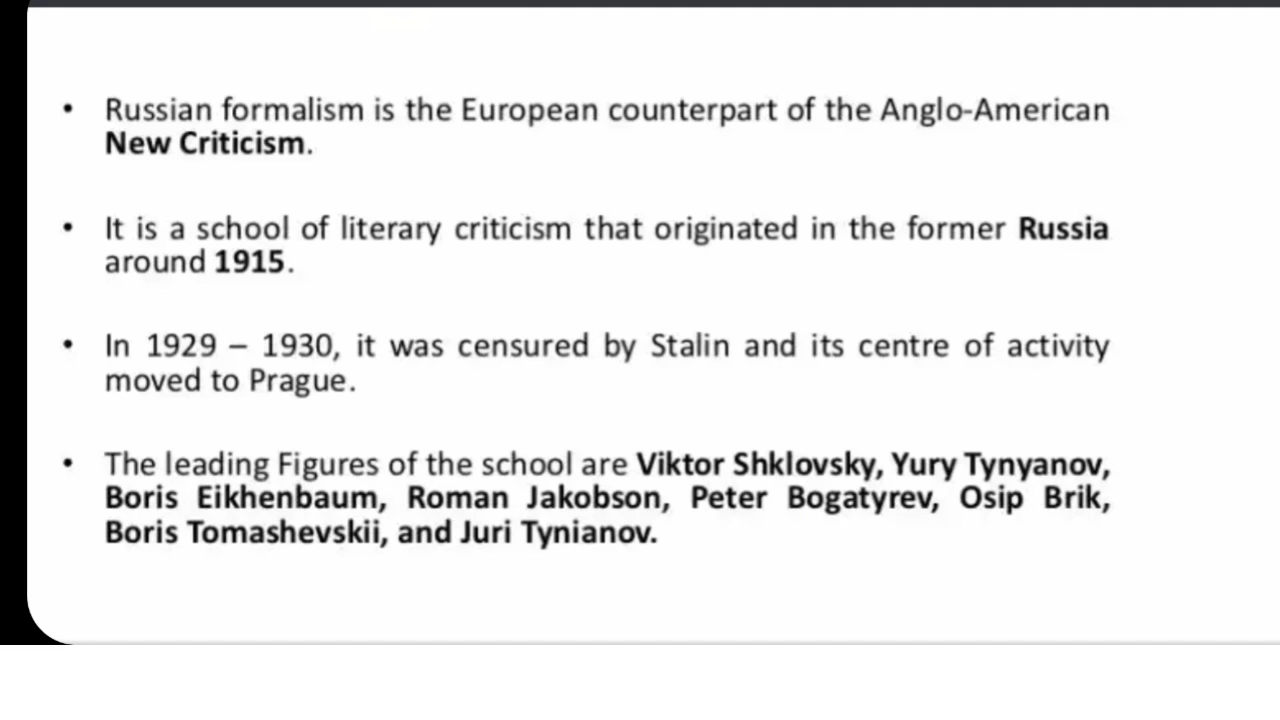 • Russian formalism is the European counterpart of the Anglo-American
New Criticism.
• It is a school of literary criticism that originated in the former Russia
around 1915.
• In 1929 – 1930, it was censured by Stalin and its centre of activity
moved to Prague.
• The leading Figures of the school are Viktor Shklovsky, Yury Tynyanov,
Boris Eikhenbaum, Roman Jakobson, Peter Bogatyrev, Osip Brik,
Boris Tomashevskii, and Juri Tynianov.